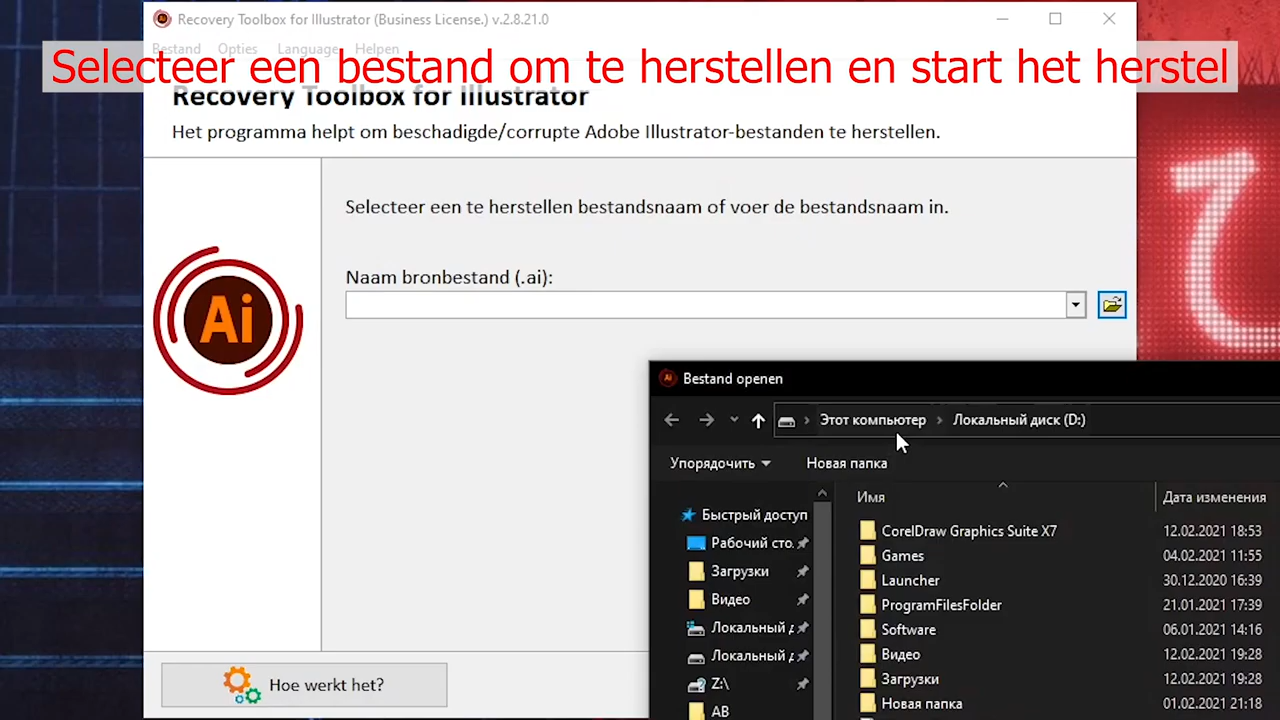 Recovery Toolbox for Illustrator (Business License.) v.2.8.21.0
Bestand Opties Language Helpen
Selecteer een bestand om te herstellen en start het herstel
Recovery Toolbox for Illustrator
Het programma helpt om beschadigde/corrupte Adobe Illustrator-bestanden te herstellen.
Selecteer een te herstellen bestandsnaam of voer de bestandsnaam in.
Naam bronbestand (.ai):
Ai
Bestand openen
Этот компьютер › Локальный диск (D:)
Упорядочить Новая папка
Имя Дата изменения
Быстрый доступ
Рабочий сто.
Загрузки
Видео
Локальный д
Локальный д
Z:\
AB
CorelDraw Graphics Suite X7 12.02.2021 18:53
Games 04.02.2021 11:55
Launcher 30.12.2020 16:39
ProgramFilesFolder 21.01.2021 17:39
Software 06.01.2021 14:16
Видео 12.02.2021 19:28
Загрузки 12.02.2021 19:28
Новая папка 01.02.2021 21:18
Hoe werkt het?